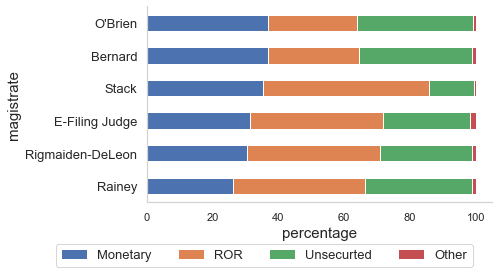 magistrate
O'Brien
Bernard
Stack
E-Filing Judge
Rigmaiden-DeLeon
Rainey
0 20 40 60 80 100
percentage
Monetary ROR Unsecurted Other